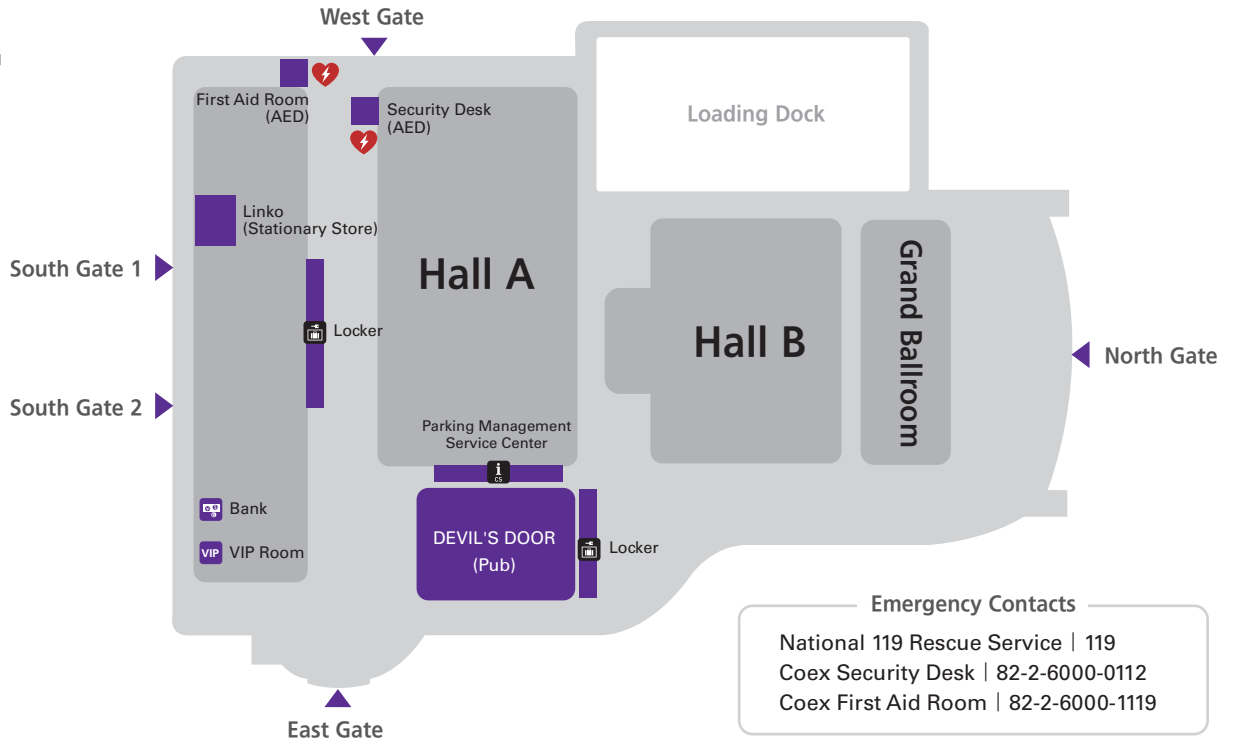 West Gate
First Aid Room
(AED)
Security Desk
(AED)
Loading Dock
Linko
(Stationary Store)
South Gate 1
Hall A
Grand Ballroom
Locker
Hall B
North Gate
South Gate 2
Parking Management
Service Center
i
CS
Bank
DEVIL'S DOOR
(Pub)
VIP VIP Room
Locker
Emergency Contacts
National 119 Rescue Service | 119
Coex Security Desk | 82-2-6000-0112
Coex First Aid Room | 82-2-6000-1119
East Gate